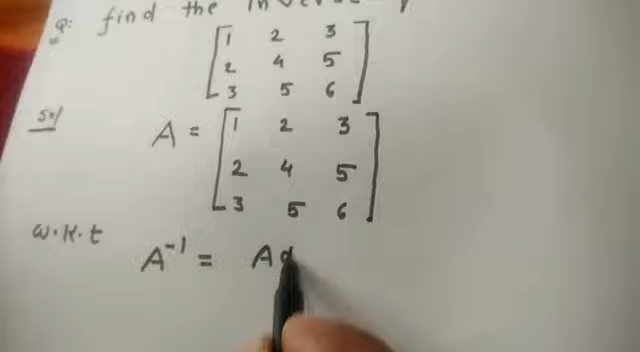 Q: find the
1 2 3
2 4 5
3 5 6
Sol
A = 1 2 3
2 4 5
3 5 6
W.K.t
A⁻¹ =